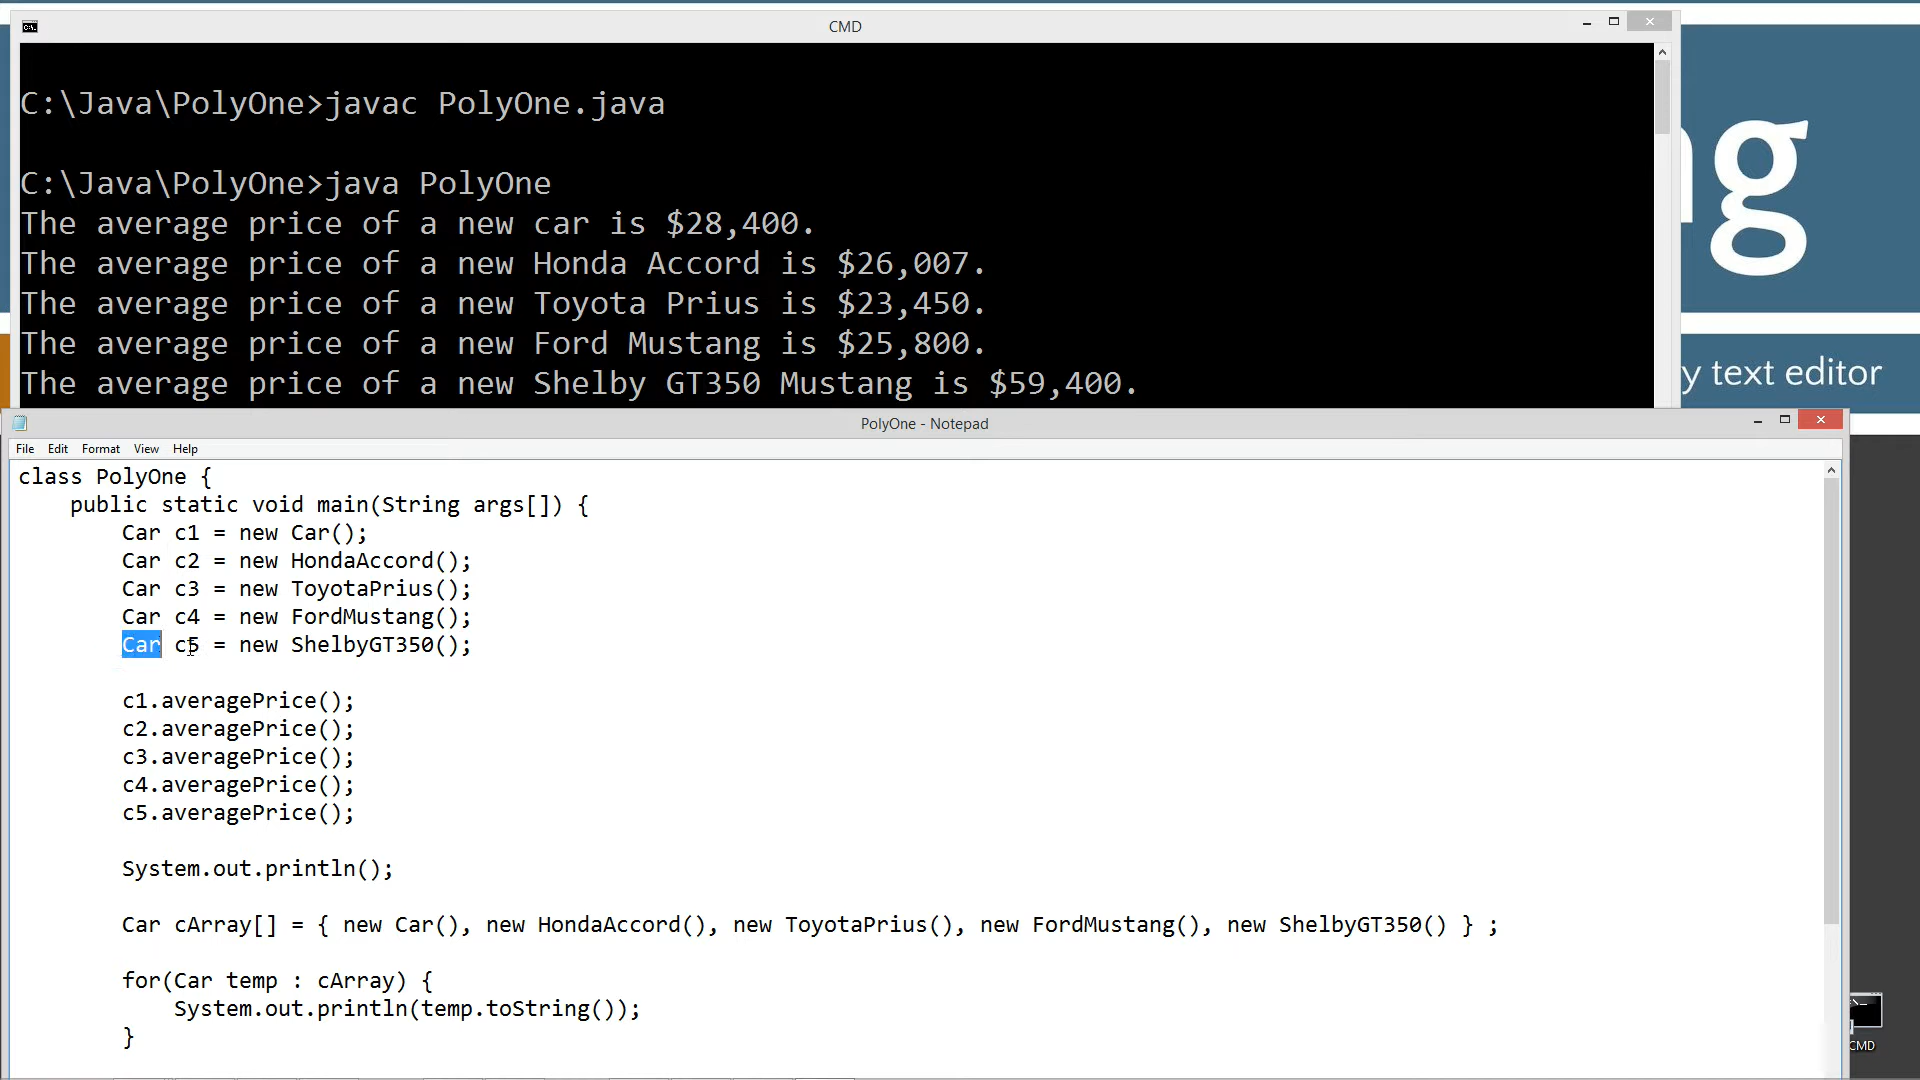 CMD
C:\Java\PolyOne>javac PolyOne.java
C:\Java\PolyOne>java PolyOne
The average price of a new car is $28,400.
The average price of a new Honda Accord is $26,007.
The average price of a new Toyota Prius is $23,450.
The average price of a new Ford Mustang is $25,800.
The average price of a new Shelby GT350 Mustang is $59,400.
g
y text editor
PolyOne - Notepad
File Edit Format View Help
class PolyOne {
public static void main(String args[]) {
Car c1 = new Car();
Car c2 = new HondaAccord();
Car c3 = new ToyotaPrius();
Car c4 = new FordMustang();
Car c5 = new ShelbyGT350();
c1.averagePrice();
c2.averagePrice();
c3.averagePrice();
c4.averagePrice();
c5.averagePrice();
System.out.println();
Car cArray[] = { new Car(), new HondaAccord(), new ToyotaPrius(), new FordMustang(), new ShelbyGT350() } ;
for(Car temp : cArray) {
System.out.println(temp.toString());
}
CMD